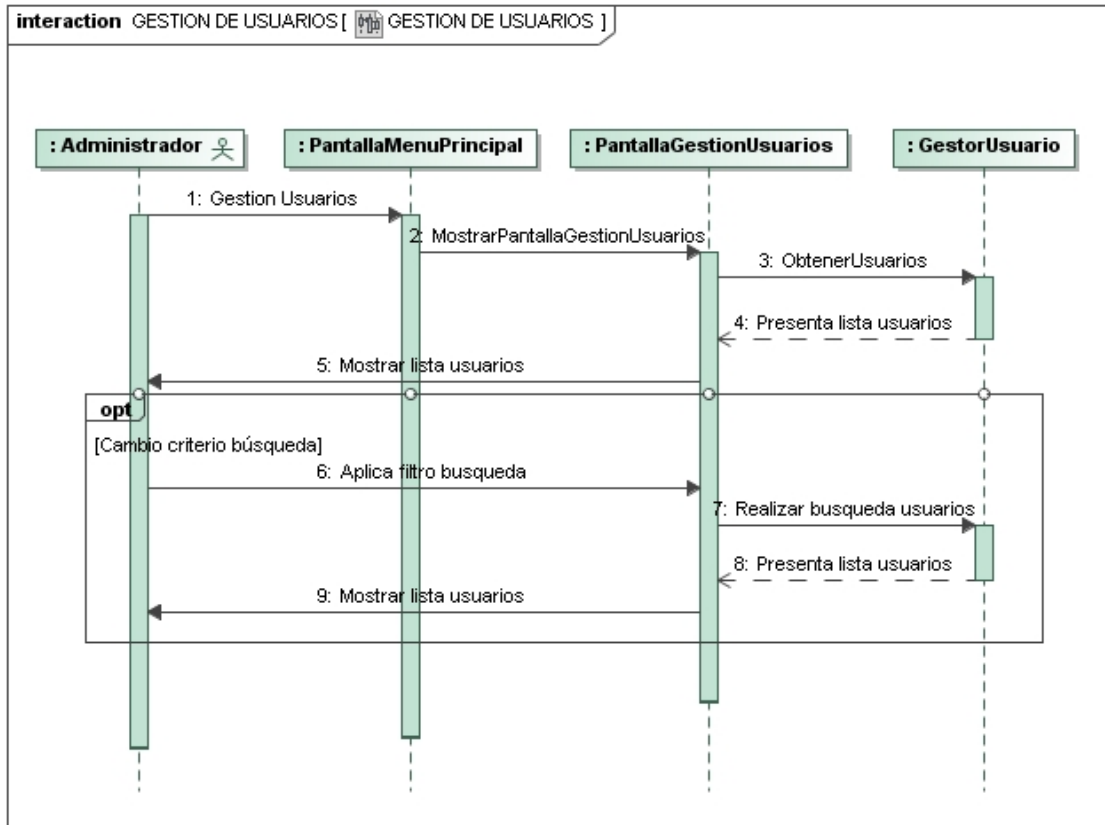 interaction GESTION DE USUARIOS [ GESTION DE USUARIOS ]
: Administrador
: PantallaMenuPrincipal
: PantallaGestionUsuarios
: GestorUsuario
1: Gestion Usuarios
2: MostrarPantallaGestionUsuarios
3: ObtenerUsuarios
4: Presenta lista usuarios
5: Mostrar lista usuarios
opt
[Cambio criterio búsqueda]
6: Aplica filtro busqueda
7: Realizar busqueda usuarios
8: Presenta lista usuarios
9: Mostrar lista usuarios